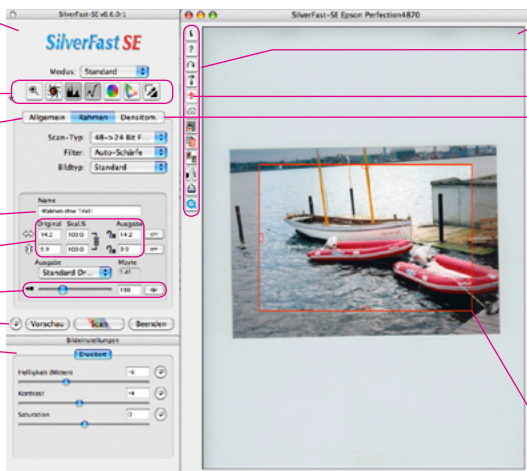 SilverFast-SE v6.6.0r1
SilverFast SE
Modus: Standard
Allgemein Rahmen Densitom.
Scan-Typ: 48->24 Bit F...
Filter: Auto-Schärfe
Bildtyp: Standard
Name
Original Skal.% Ausgabe
14.2 100.0 14.2 cm
9.9 100.0 9.9 cm
Ausgabe
Standard Dr... 1.41
Vorschau Scan Beenden
Bildeinstellungen
Erweitert
Helligkeit (Mitten)
Kontrast -4
Saturation 0
SilverFast-SE Epson Perfection4870